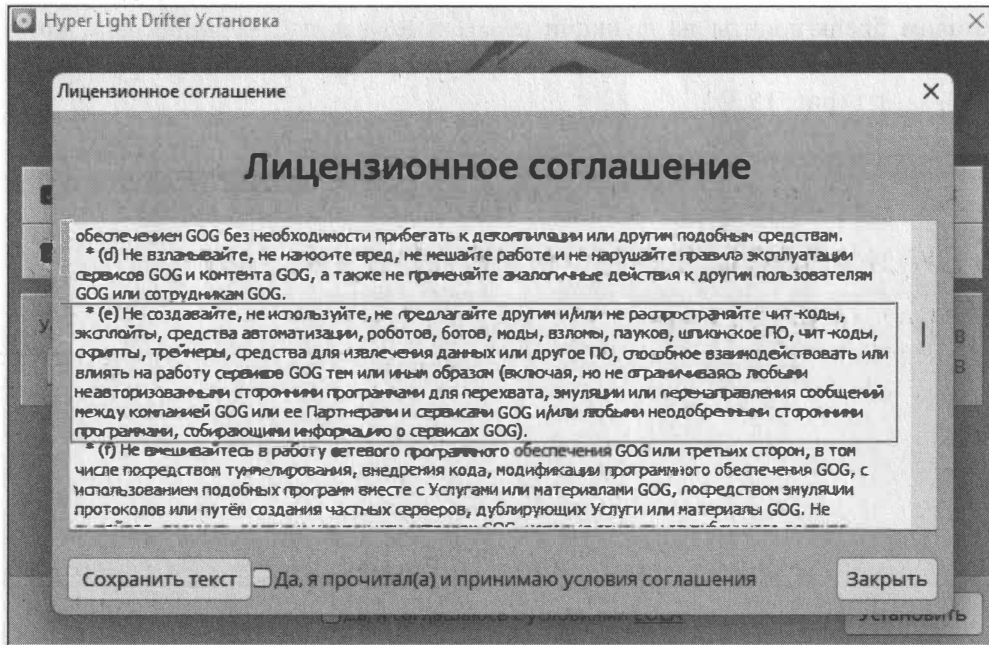 Hyper Light Drifter Установка
Лицензионное соглашение
Лицензионное соглашение
обеспечением GOG без необходимости прибегать к декомпиляции или другим подобным средствам.
* (d) Не взламывайте, не наносите вред, не мешайте работе и не нарушайте правила эксплуатации
сервисов GOG и контента GOG, а также не применяйте аналогичные действия к другим пользователям
GOG или сотрудникам GOG.
* (e) Не создавайте, не используйте, не предлагайте другим и/или не распространяйте чит-коды,
эксплойты, средства автоматизации, роботов, ботов, моды, взломы, пауков, шпионское ПО, чит-коды,
скрипты, трейнеры, средства для извлечения данных или другое ПО, способное взаимодействовать или
влиять на работу сервисов GOG тем или иным образом (включая, но не ограничиваясь любыми
неавторизованными сторонними программами для перехвата, эмуляции или перенаправления сообщений
между компанией GOG или ее Партнерами и сервисами GOG и/или любыми неодобренными сторонними
программами, собирающими информацию о сервисах GOG).
* (f) Не вмешивайтесь в работу сетевого программного обеспечения GOG или третьих сторон, в том
числе посредством туннелирования, внедрения кода, модификации программного обеспечения GOG, с
использованием подобных программ вместе с Услугами или материалами GOG, посредством эмуляции
протоколов или путём создания частных серверов, дублирующих Услуги или материалы GOG. Не
Сохранить текст
Да, я прочитал(а) и принимаю условия соглашения
Закрыть
Да, я соглашаюсь с условиями EULA
Установить